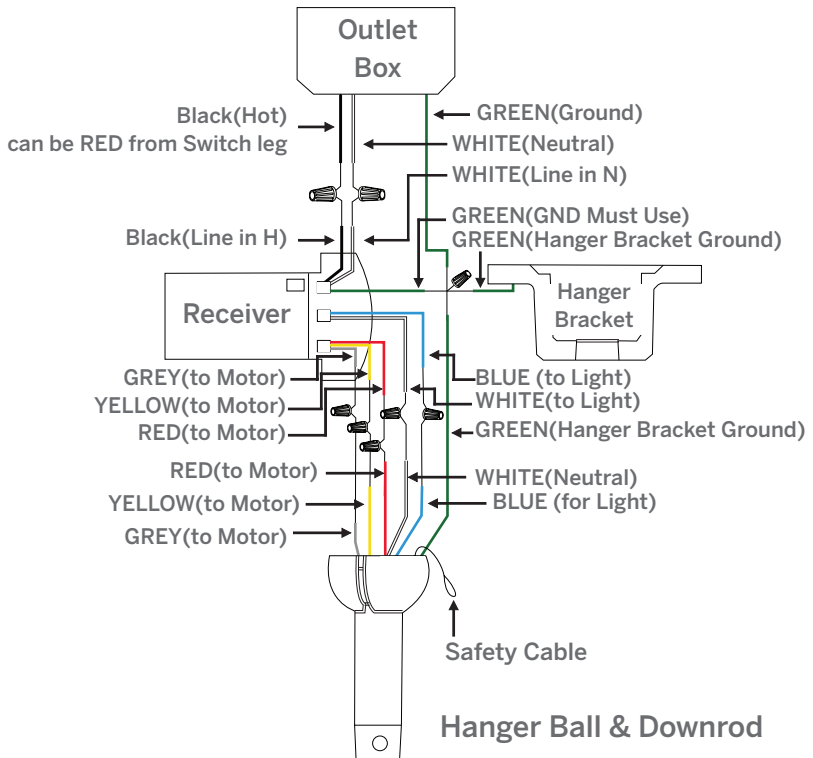 Outlet
Box
Black(Hot)
can be RED from Switch leg
GREEN(Ground)
WHITE(Neutral)
WHITE(Line in N)
GREEN(GND Must Use)
Black(Line in H)
GREEN(Hanger Bracket Ground)
Receiver
Hanger
Bracket
GREY(to Motor)
YELLOW(to Motor)
RED(to Motor)
BLUE (to Light)
WHITE(to Light)
GREEN(Hanger Bracket Ground)
RED(to Motor)
YELLOW(to Motor)
GREY(to Motor)
WHITE(Neutral)
BLUE (for Light)
Safety Cable
Hanger Ball & Downrod